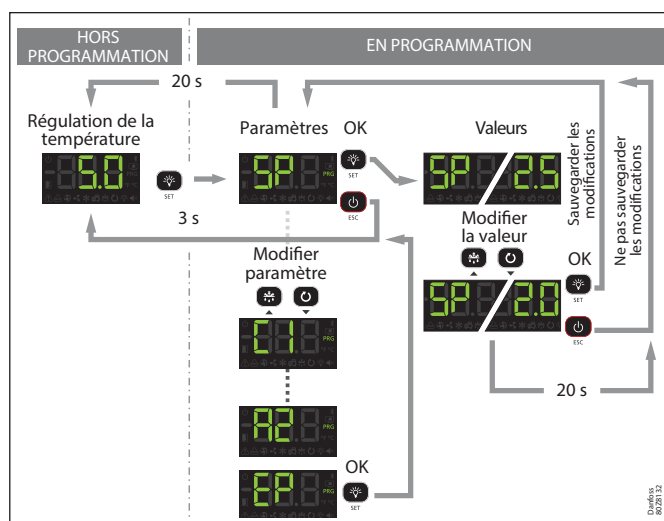 HORS
PROGRAMMATION
EN PROGRAMMATION
20 s
Régulation de la
température
Paramètres
OK
Valeurs
5.0
SET
SP
PRG
SET
ESC
SP
2.5
3 s
Modifier
paramètre
Modifier
la valeur
Sauvegarder les
modifications
Ne pas sauvegarder
les modifications
C1
PRG
SP
2.0
OK
SET
ESC
20 s
A2
PRG
EP
PRG
OK
SET
Danfoss
80Z8132